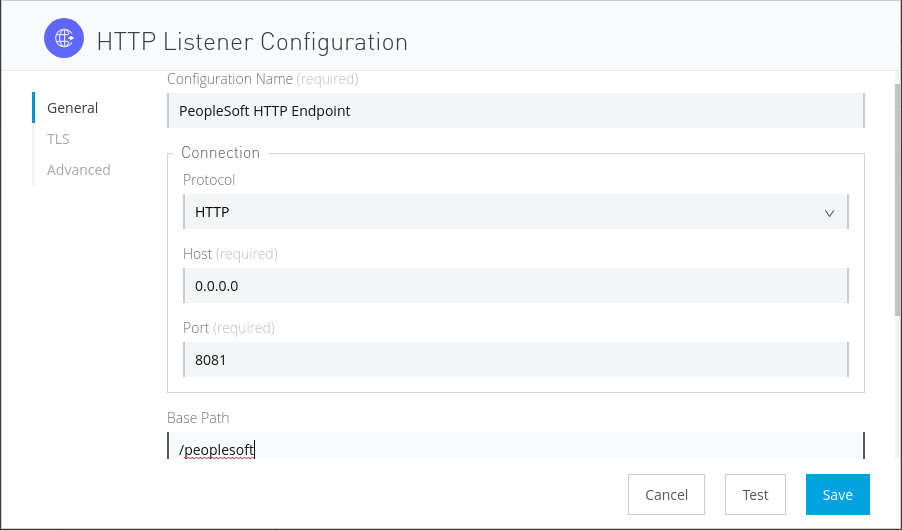 HTTP Listener Configuration
General
TLS
Advanced
Configuration Name (required)
PeopleSoft HTTP Endpoint
Connection
Protocol
HTTP
Host (required)
0.0.0.0
Port (required)
8081
Base Path
/peoplesoft
Cancel
Test
Save